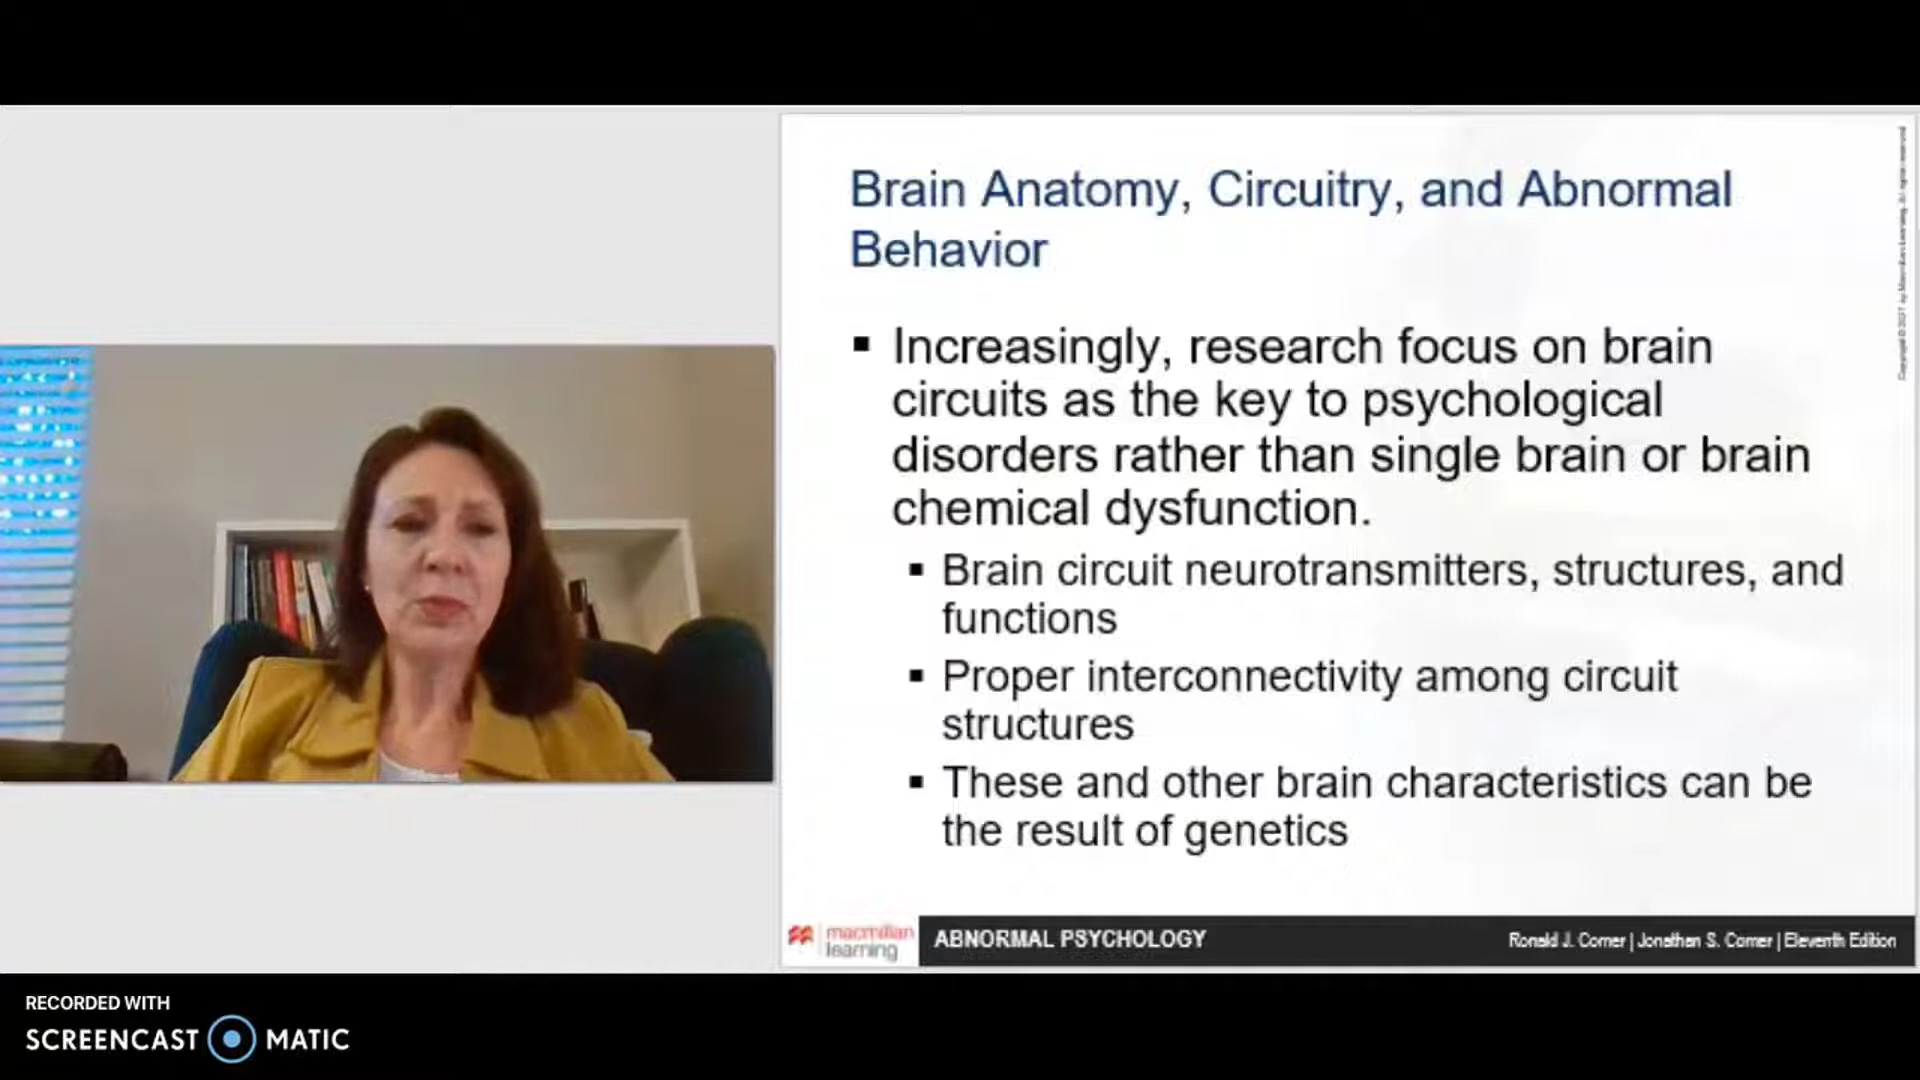 Brain Anatomy, Circuitry, and Abnormal
Behavior
▪ Increasingly, research focus on brain
circuits as the key to psychological
disorders rather than single brain or brain
chemical dysfunction.
▪ Brain circuit neurotransmitters, structures, and
functions
▪ Proper interconnectivity among circuit
structures
▪ These and other brain characteristics can be
the result of genetics
macmillan
learning
ABNORMAL PSYCHOLOGY
Ronald J. Comer | Jonathan S. Comer | Eleventh Edition
RECORDED WITH
SCREENCAST MATIC